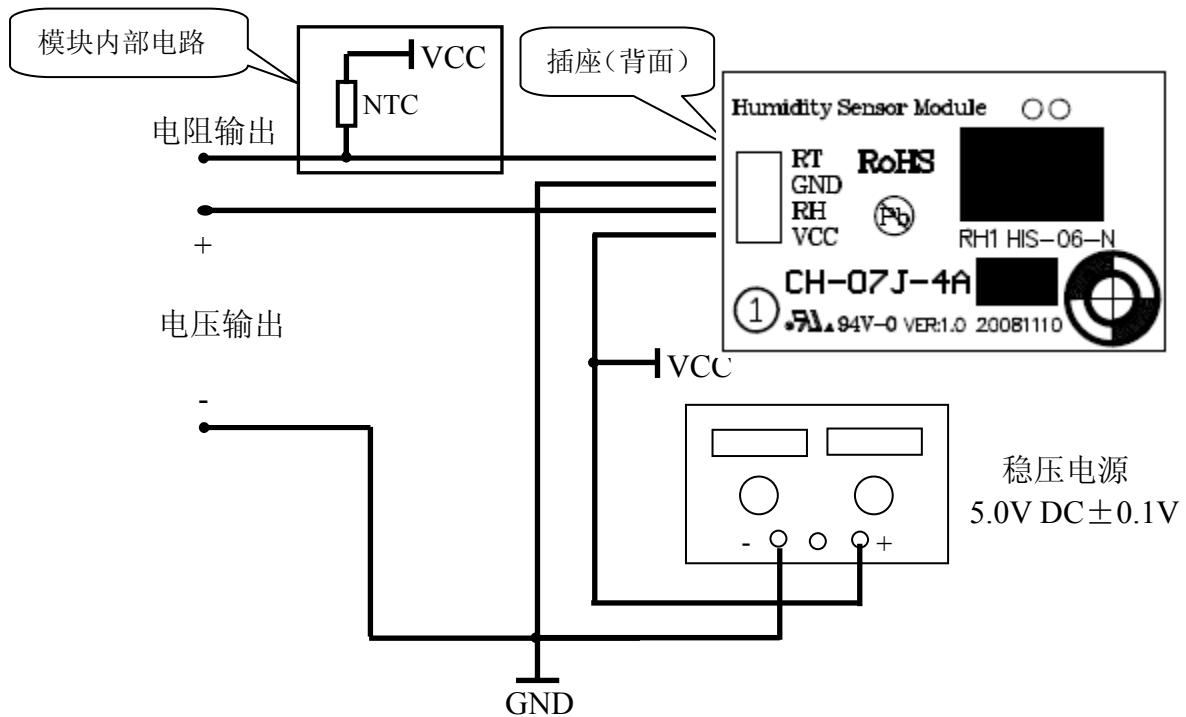 模块内部电路
VCC
NTC
插座（背面）
电阻输出
+
电压输出
-
Humidity Sensor Module
RT
GND
RH
VCC
RoHS
Pb
RH1 HIS-06-N
CH-07J-4A
1
94V-0 VER:1.0 20081110
VCC
稳压电源
5.0V DC±0.1V
- +
GND